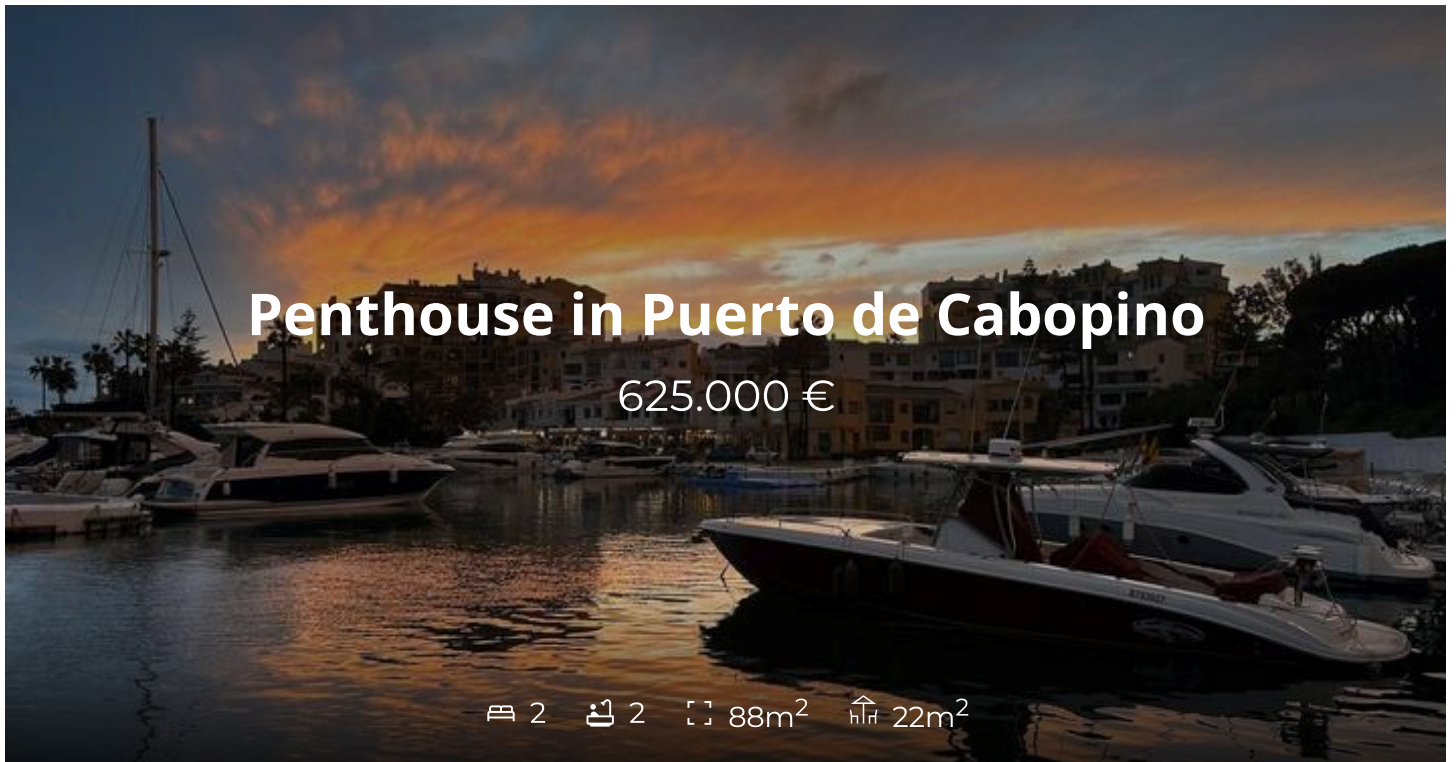 Penthouse in Puerto de Cabopino
625.000 €
2 2 88m² 22m²